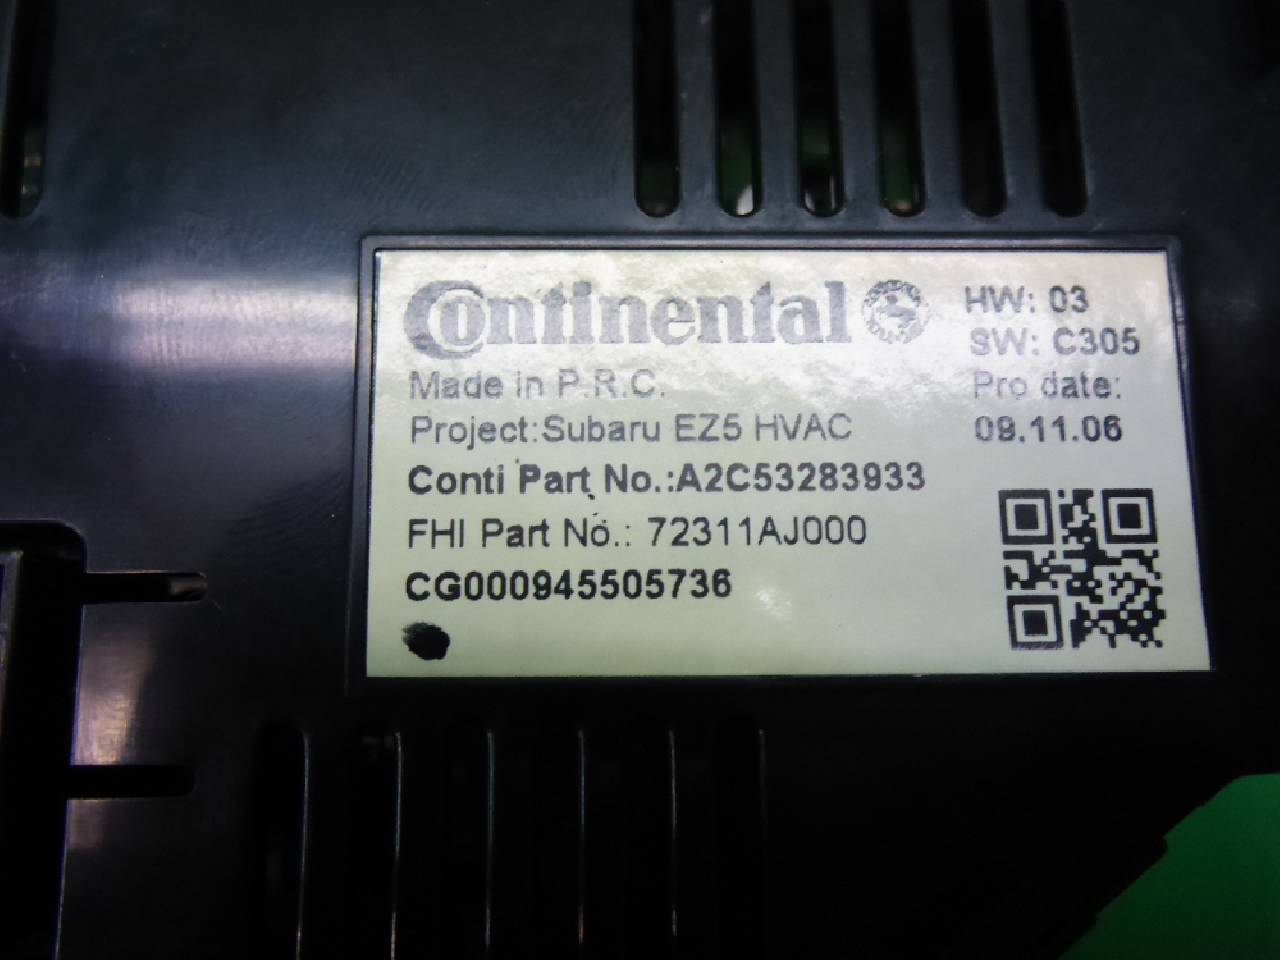 Continental
HW: 03
SW: C305
Made in P.R.C.
Pro date:
Project:Subaru EZ5 HVAC
09.11.06
Conti Part No.:A2C53283933
FHI Part No.: 72311AJ000
CG000945505736